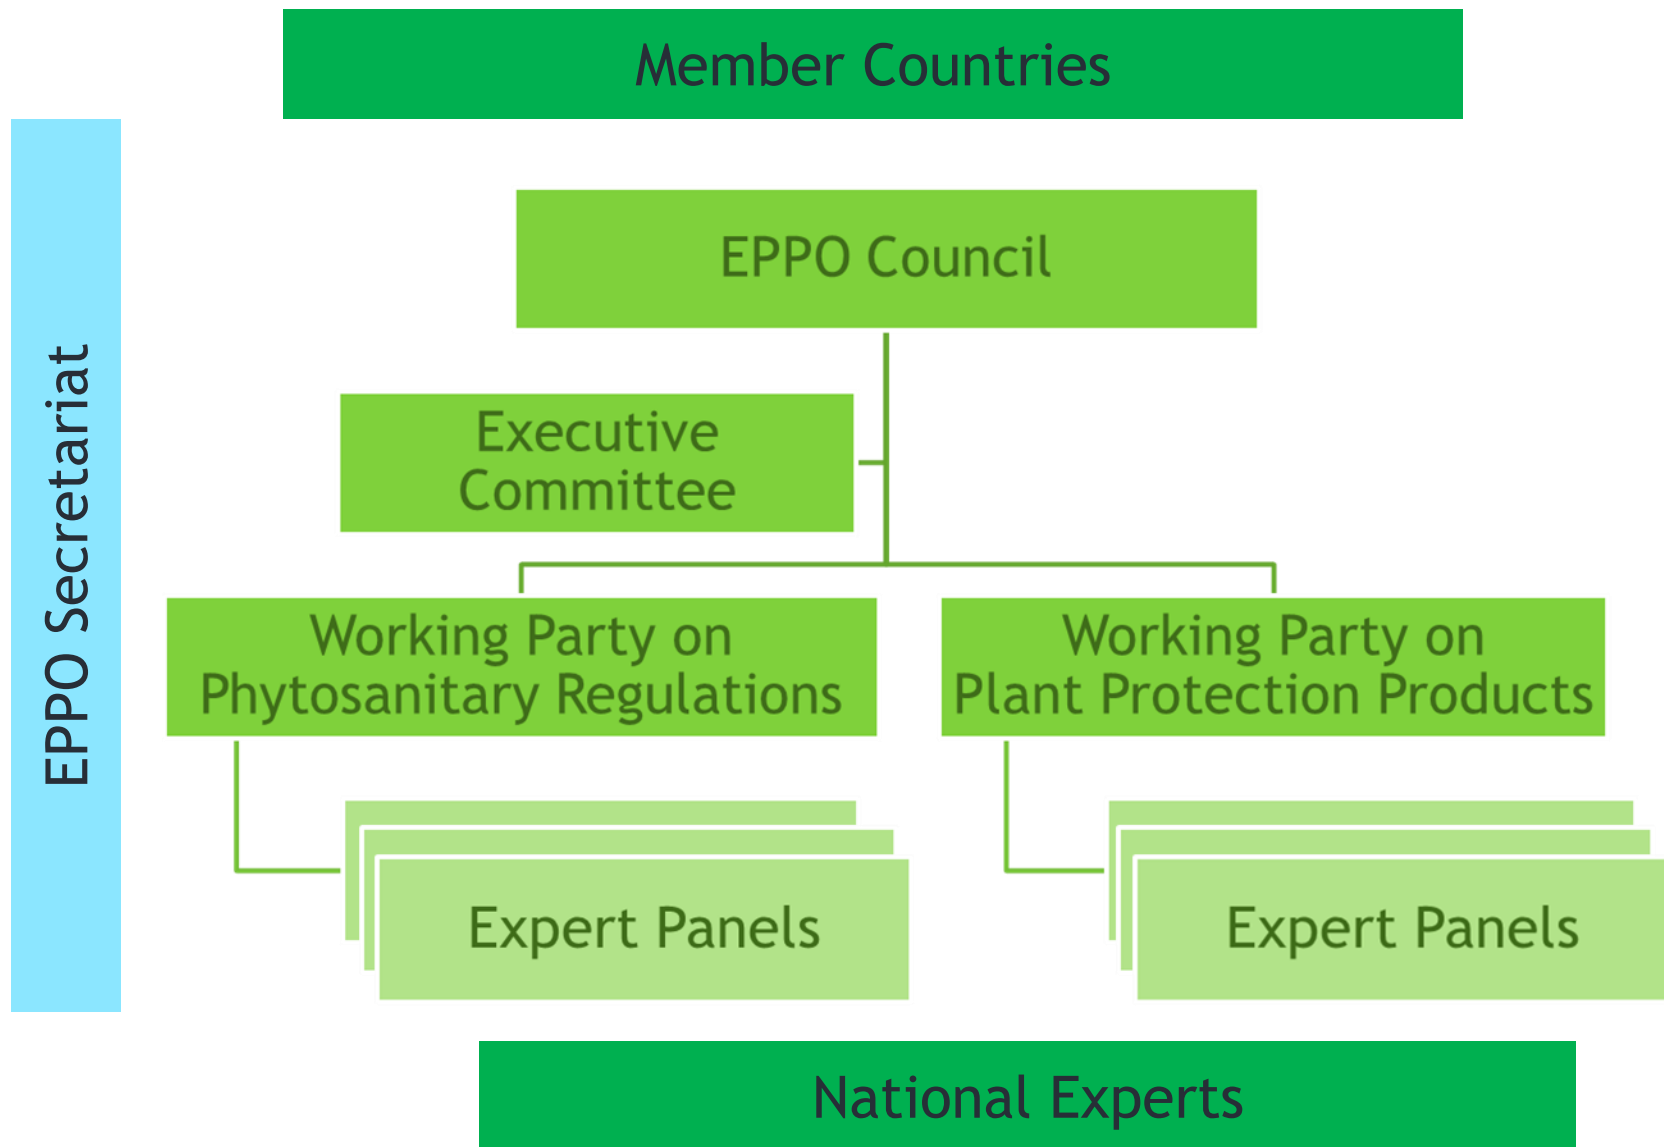 Member Countries
EPPO Secretariat
EPPO Council
Executive
Committee
Working Party on
Phytosanitary Regulations
Working Party on
Plant Protection Products
Expert Panels
Expert Panels
National Experts